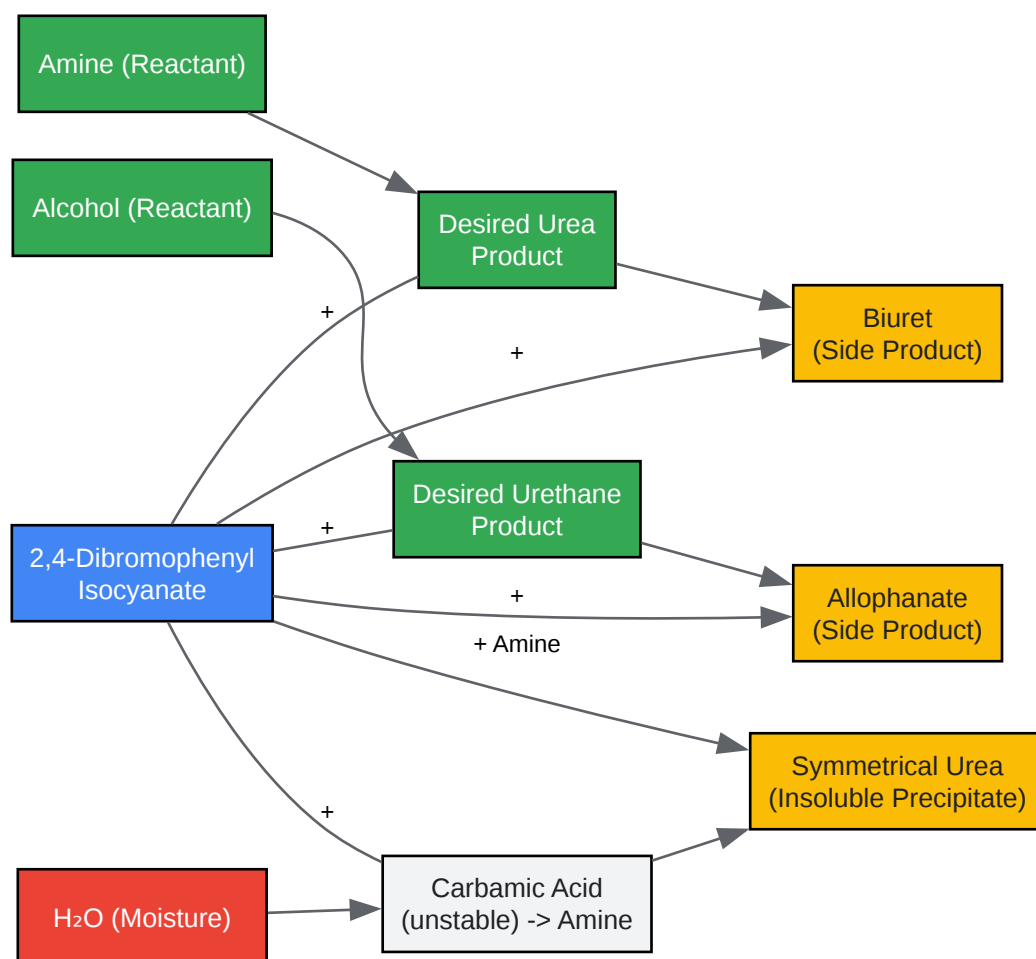 Amine (Reactant)
Alcohol (Reactant)
Desired Urea
Product
+
Biuret
(Side Product)
+
Desired Urethane
Product
+
2,4-Dibromophenyl
Isocyanate
+
Allophanate
(Side Product)
+ Amine
Symmetrical Urea
(Insoluble Precipitate)
+
Carbamic Acid
(unstable) -> Amine
H₂O (Moisture)